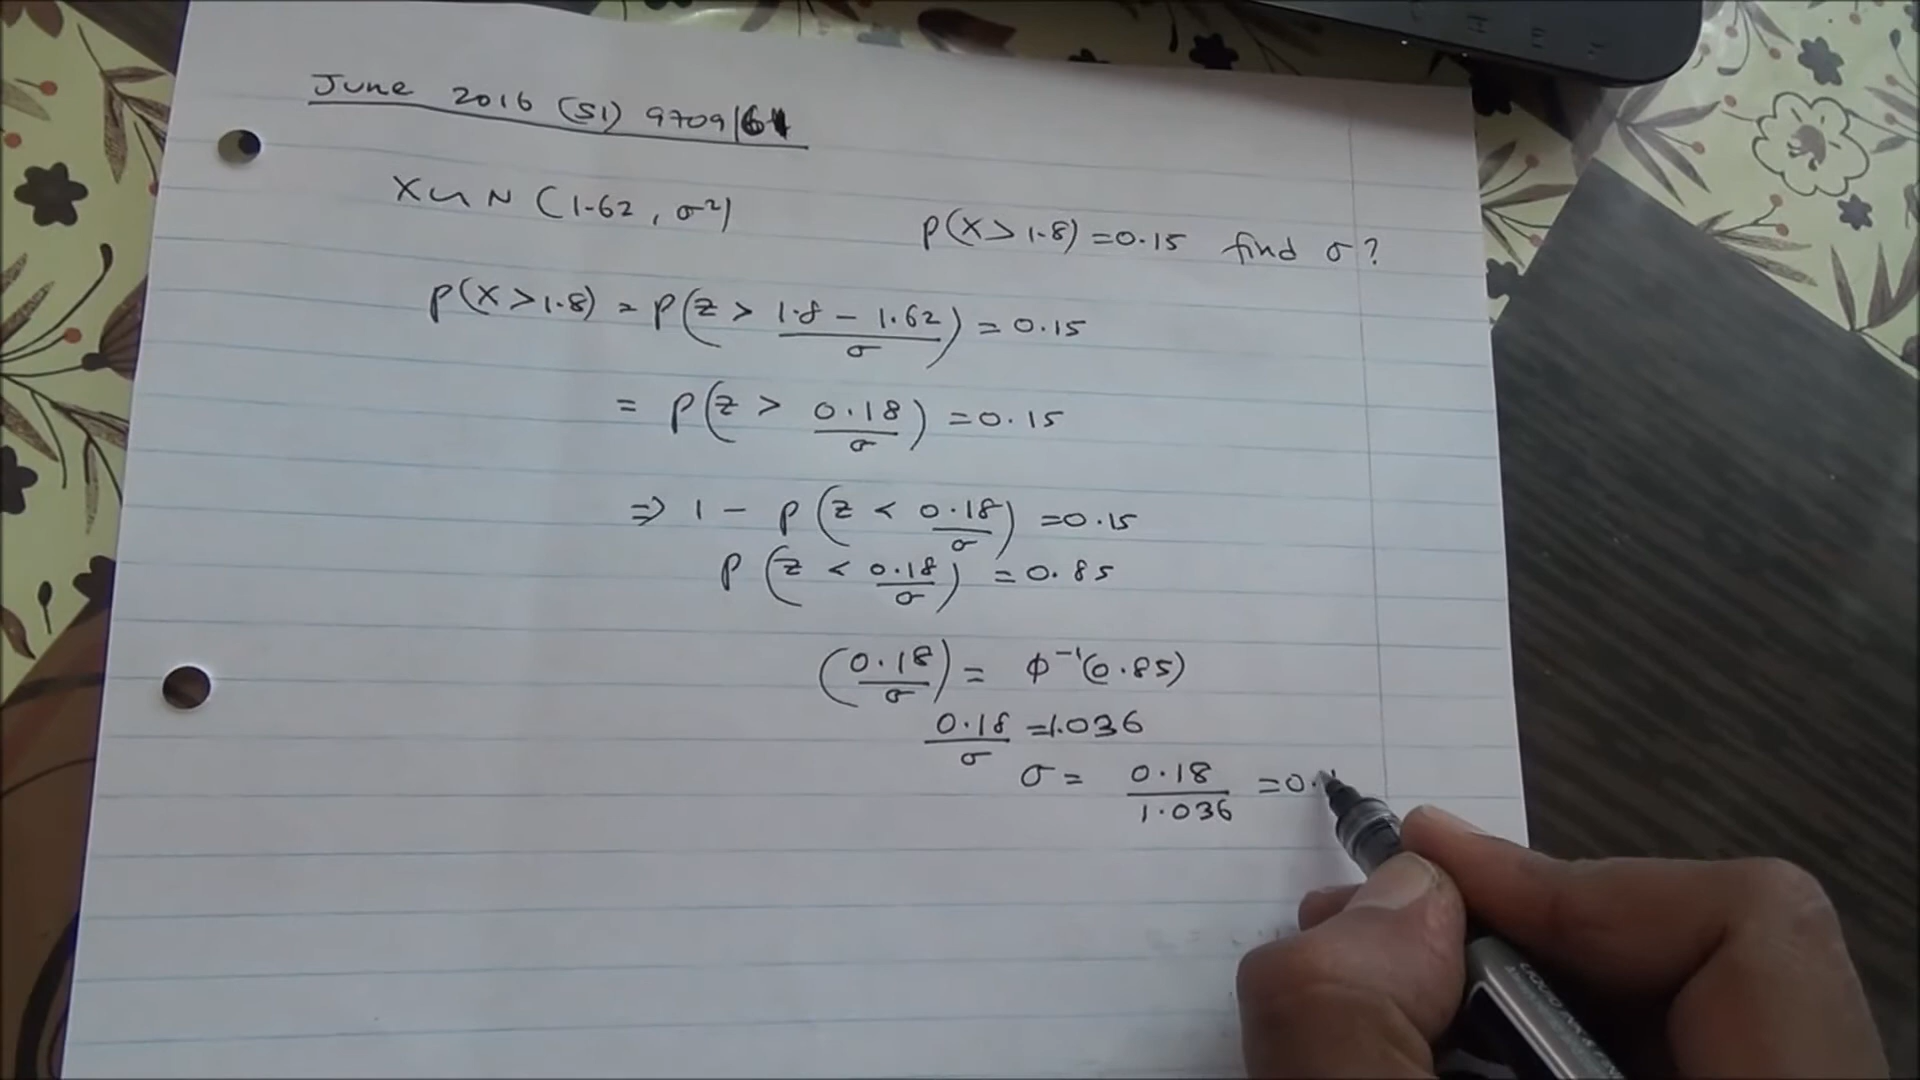 June 2016 (S1) 9709/61
X ~ N (1.62, σ²)
P(X > 1.8) = 0.15 find σ?
P(X > 1.8) = P(Z > (1.8 - 1.62)/σ) = 0.15
= P(Z > 0.18/σ) = 0.15
⇒ 1 - P(Z < 0.18/σ) = 0.15
P(Z < 0.18/σ) = 0.85
(0.18/σ) = Φ⁻¹(0.85)
0.18/σ = 1.036
σ = 0.18/1.036 = 0.